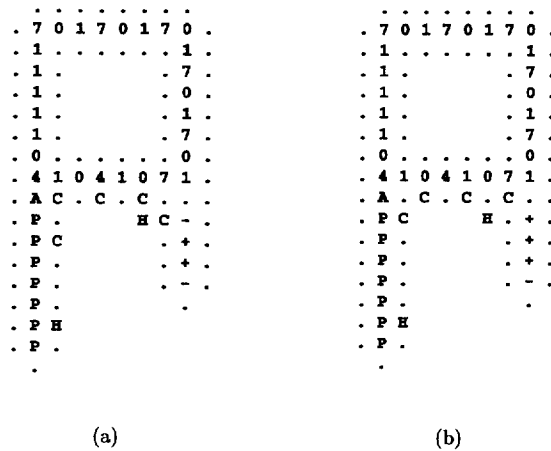 . . . . . . . .
. 7 0 1 7 0 1 7 0 .
. 1 . . . . . . 1 .
. 1 . . 7 .
. 1 . . 0 .
. 1 . . 1 .
. 1 . . 7 .
. 0 . . . . . . 0 .
. 4 1 0 4 1 0 7 1 .
. A C . C . C . . .
. P . H C - .
. P C . + .
. P . . + .
. P . . - .
. P . .
. P H
. P .
.
(a)
. . . . . . . .
. 7 0 1 7 0 1 7 0 .
. 1 . . . . . . 1 .
. 1 . . 7 .
. 1 . . 0 .
. 1 . . 1 .
. 1 . . 7 .
. 0 . . . . . . 0 .
. 4 1 0 4 1 0 7 1 .
. A . C . C . C . .
. P C H . + .
. P . . + .
. P . . + .
. P . . - .
. P . .
. P H
. P .
.
(b)